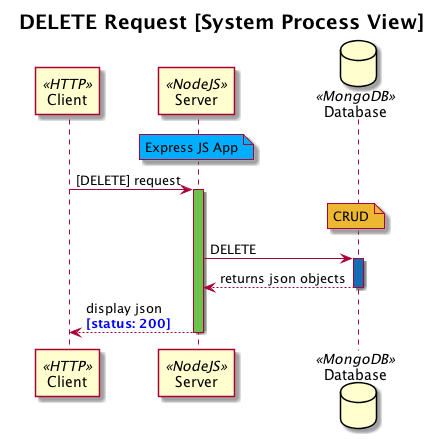 DELETE Request [System Process View]
«HTTP»
Client
«NodeJS»
Server
«MongoDB»
Database
Express JS App
[DELETE] request
CRUD
DELETE
returns json objects
display json
[status: 200]
«HTTP»
Client
«NodeJS»
Server
«MongoDB»
Database